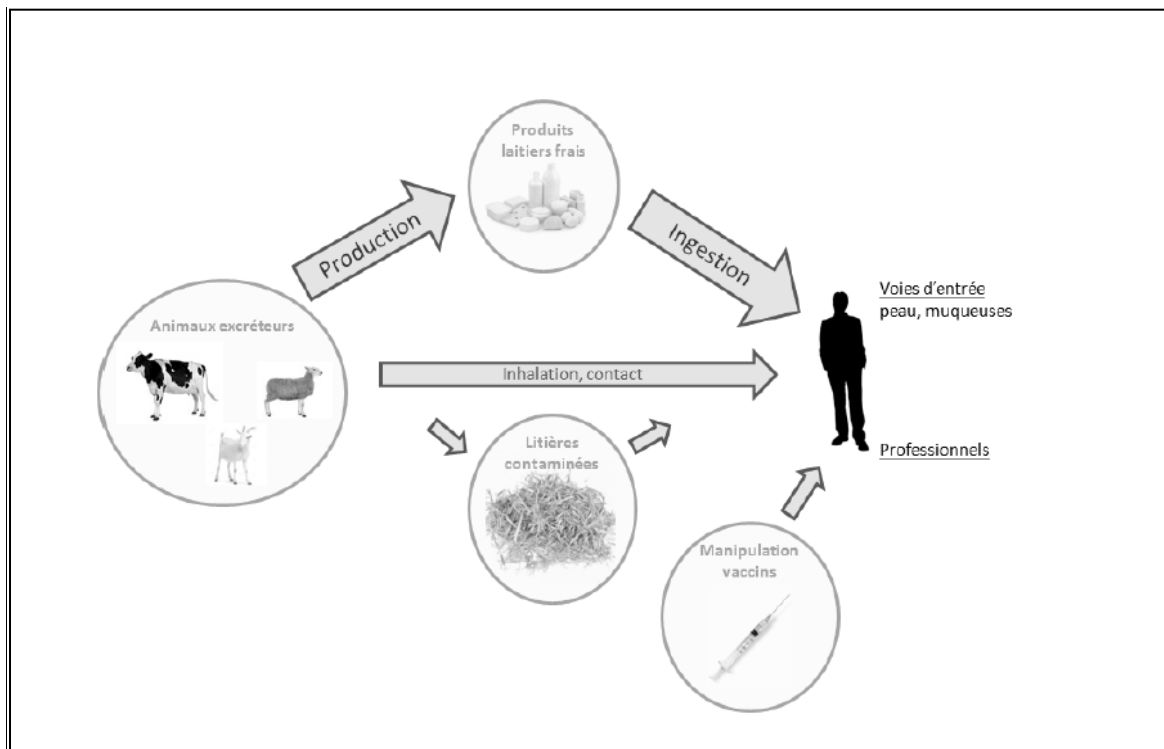 Produits
laitiers frais
Production
Ingestion
Voies d'entrée
peau, muqueuses
Animaux excréteurs
Inhalation, contact
Litières
contaminées
Professionnels
Manipulation
vaccins